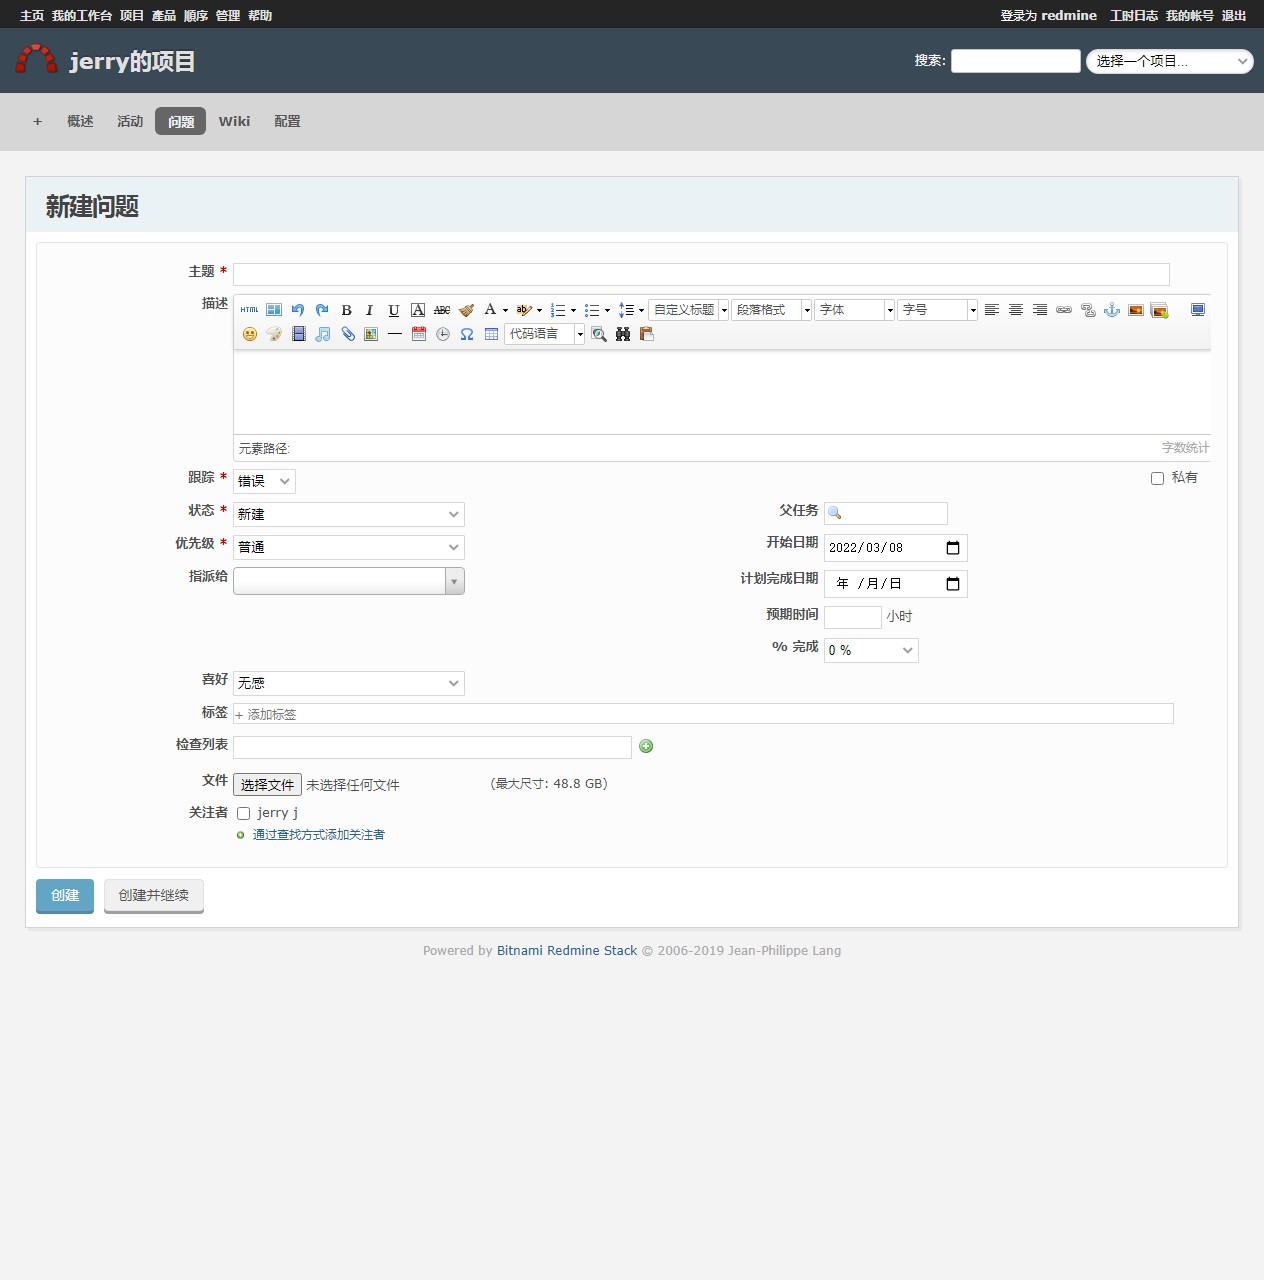 主页 我的工作台 项目 產品 順序 管理 帮助 登录为 redmine 工时日志 我的帐号 退出
jerry的项目 搜索: 选择一个项目...
+ 概述 活动 问题 Wiki 配置
新建问题
主题 *
描述 HTML B I U A ABC A ab 自定义标题 段落格式 字体 字号
代码语言
元素路径: 字数统计
跟踪 * 错误 私有
状态 * 新建 父任务
优先级 * 普通 开始日期 2022/03/08
指派给 计划完成日期 年 /月/日
预期时间 小时
% 完成 0 %
喜好 无感
标签 + 添加标签
检查列表
文件 选择文件 未选择任何文件 (最大尺寸: 48.8 GB)
关注者 jerry j
通过查找方式添加关注者
创建 创建并继续
Powered by Bitnami Redmine Stack © 2006-2019 Jean-Philippe Lang